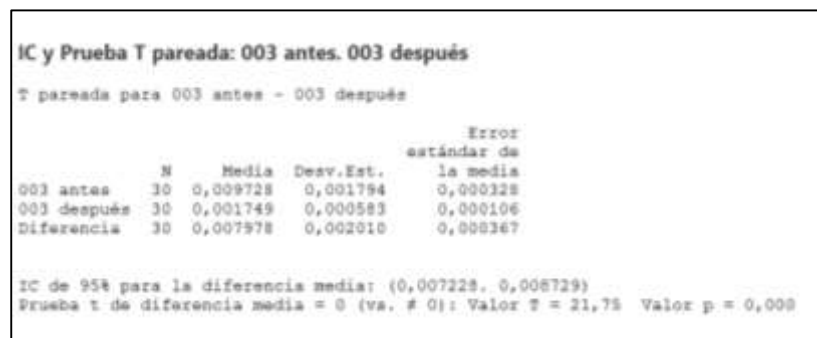 IC y Prueba T pareada: 003 antes. 003 después
T pareada para 003 antes - 003 después
Error
estándar de
N Media Desv.Est. la media
003 antes 30 0,009728 0,001794 0,000328
003 después 30 0,001749 0,000583 0,000106
Diferencia 30 0,007978 0,002010 0,000367
IC de 95% para la diferencia media: (0,007228. 0,008729)
Prueba t de diferencia media = 0 (vs. ≠ 0): Valor T = 21,75 Valor p = 0,000